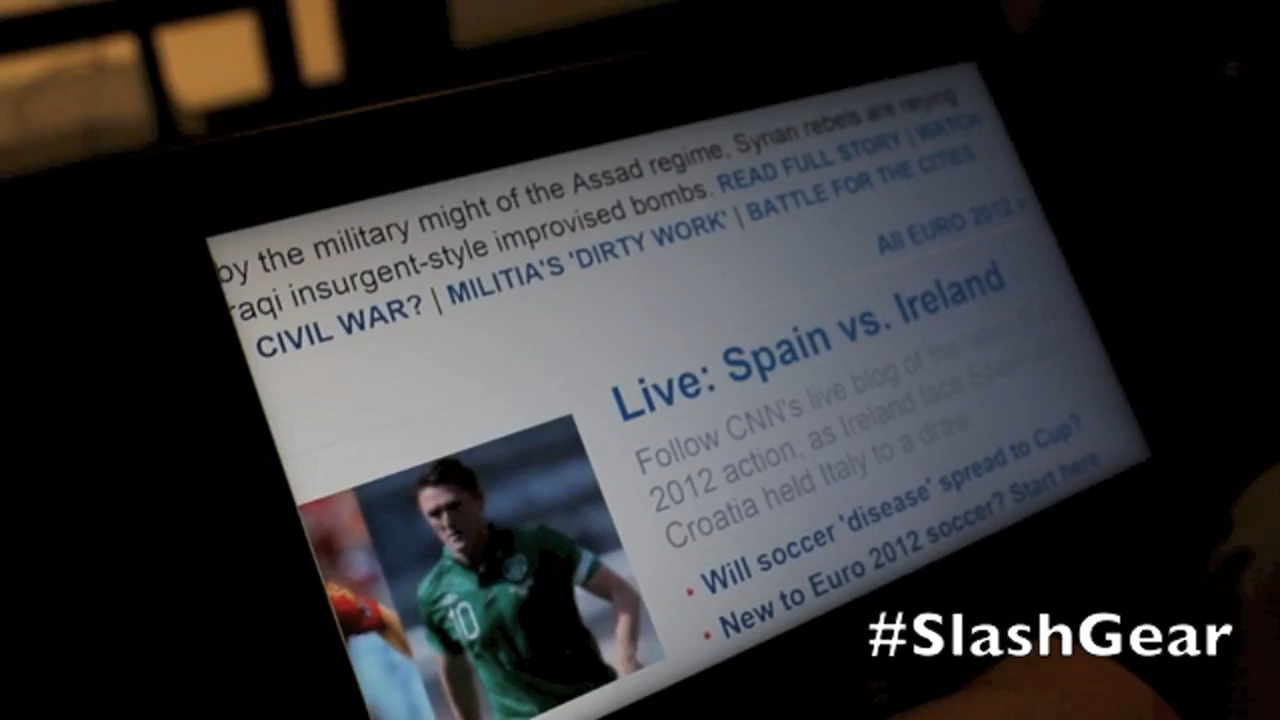 by the military might of the Assad regime, Syrian rebels are relying
raqi insurgent-style improvised bombs. READ FULL STORY | WATCH
CIVIL WAR? | MILITIA'S 'DIRTY WORK' | BATTLE FOR THE CITIES
All EURO 2012
Live: Spain vs. Ireland
Follow CNN's live blog of the
2012 action, as Ireland face
Croatia held Italy to a draw
• Will soccer 'disease' spread to Cup?
• New to Euro 2012 soccer? Start here
10
#SlashGear